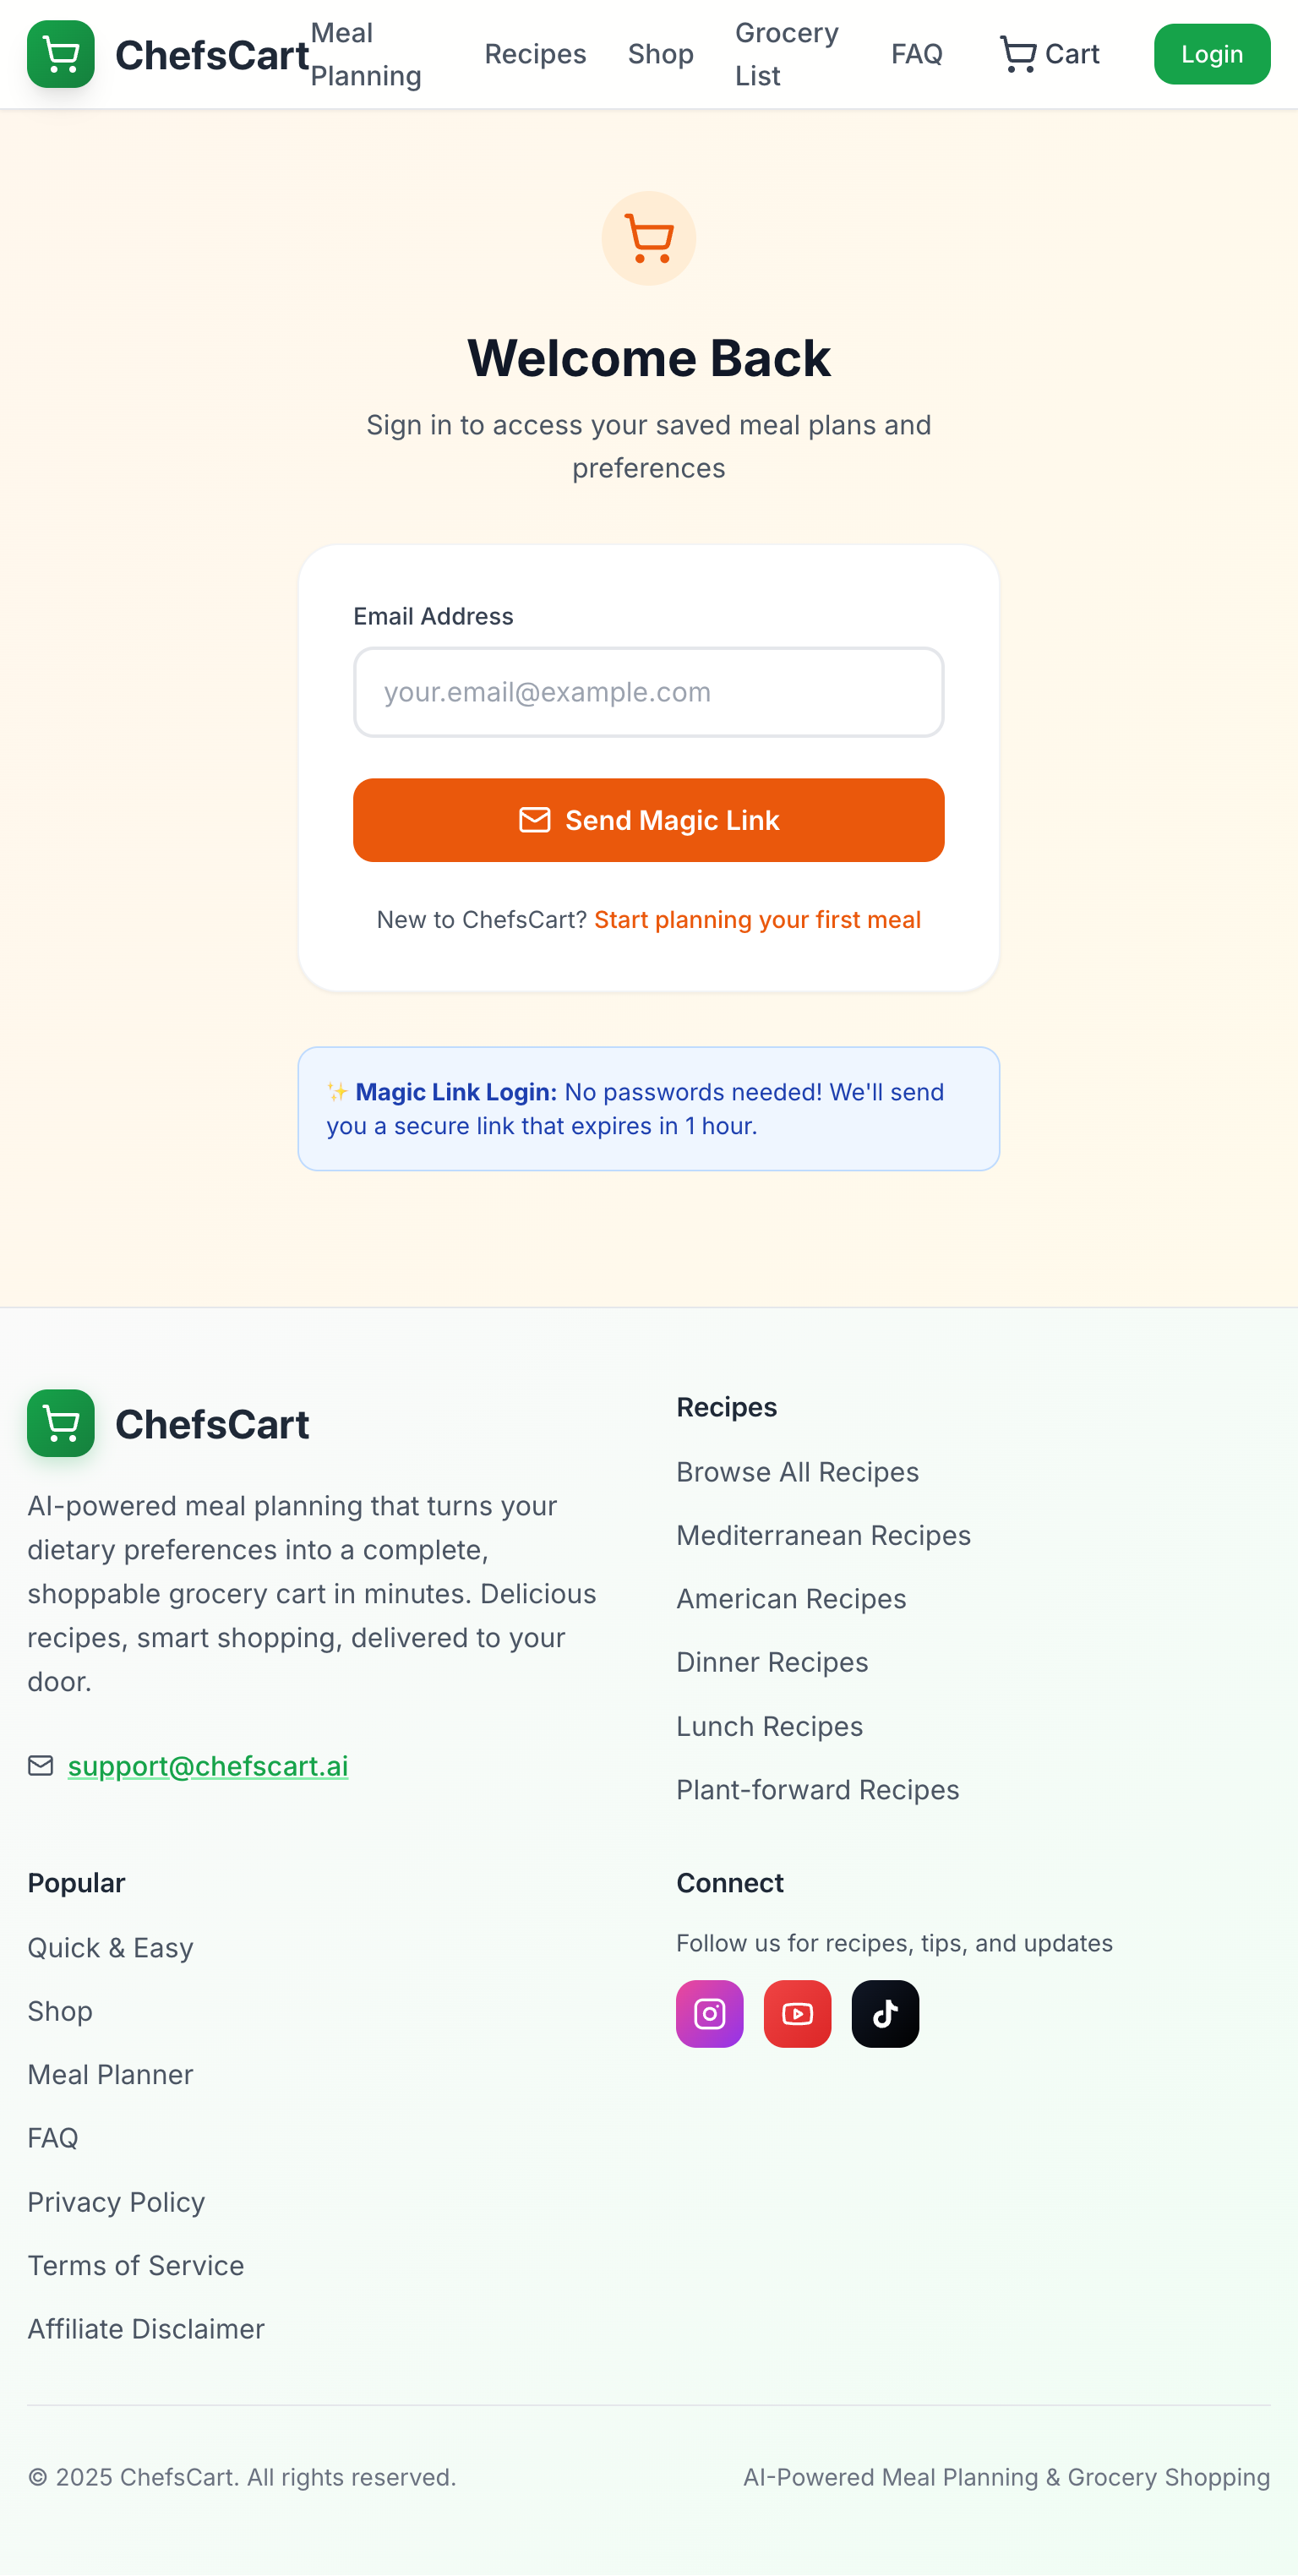 ChefsCart
Meal
Planning
Recipes
Shop
Grocery
List
FAQ
Cart
Login
Welcome Back
Sign in to access your saved meal plans and
preferences
Email Address
your.email@example.com
Send Magic Link
New to ChefsCart? Start planning your first meal
✨ Magic Link Login: No passwords needed! We'll send
you a secure link that expires in 1 hour.
ChefsCart
AI-powered meal planning that turns your
dietary preferences into a complete,
shoppable grocery cart in minutes. Delicious
recipes, smart shopping, delivered to your
door.
support@chefscart.ai
Recipes
Browse All Recipes
Mediterranean Recipes
American Recipes
Dinner Recipes
Lunch Recipes
Plant-forward Recipes
Popular
Quick & Easy
Shop
Meal Planner
FAQ
Privacy Policy
Terms of Service
Affiliate Disclaimer
Connect
Follow us for recipes, tips, and updates
© 2025 ChefsCart. All rights reserved.
AI-Powered Meal Planning & Grocery Shopping